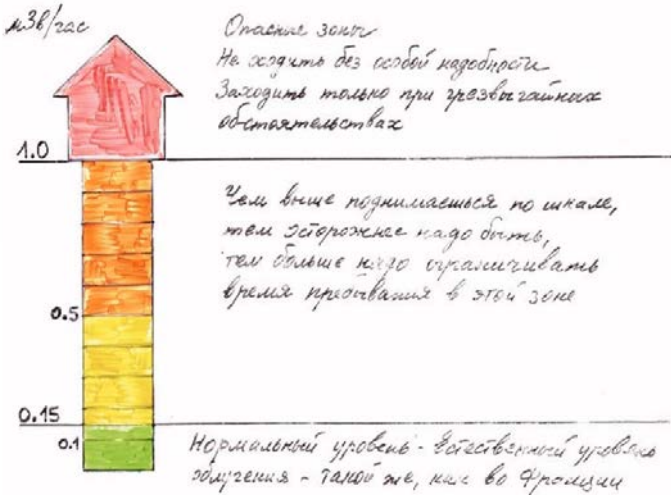 мЗв/час
Опасные зоны
Не ходить без особой надобности
Заходить только при чрезвычайных
обстоятельствах
1.0
Чем выше поднимаешься по шкале,
тем осторожнее надо быть,
тем больше надо ограничивать
время пребывания в этой зоне
0.5
0.15
0.1
Нормальный уровень - Естественный уровень
облучения - такой же, как во Франции